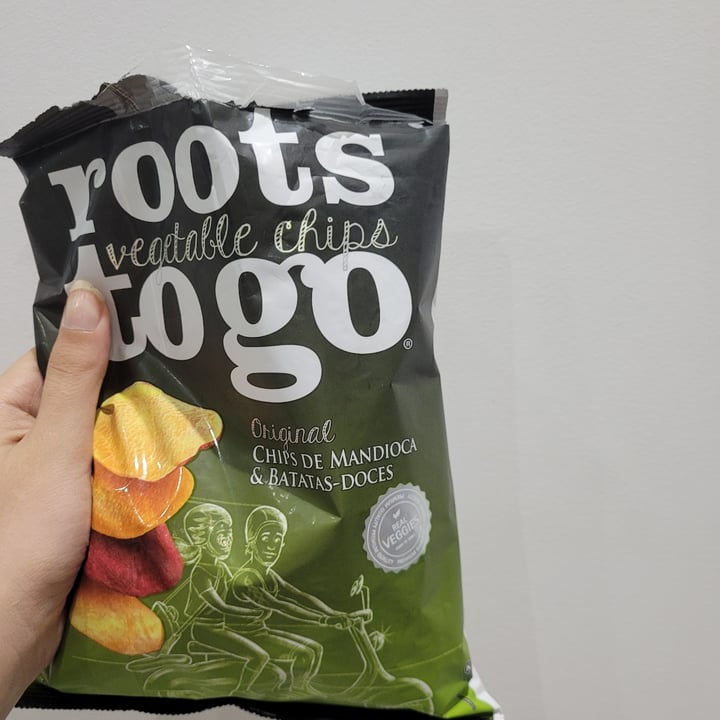 roots
vegetable chips
to go®
Original
CHIPS DE MANDIOCA
& BATATAS-DOCES
REAL
VEGGIES